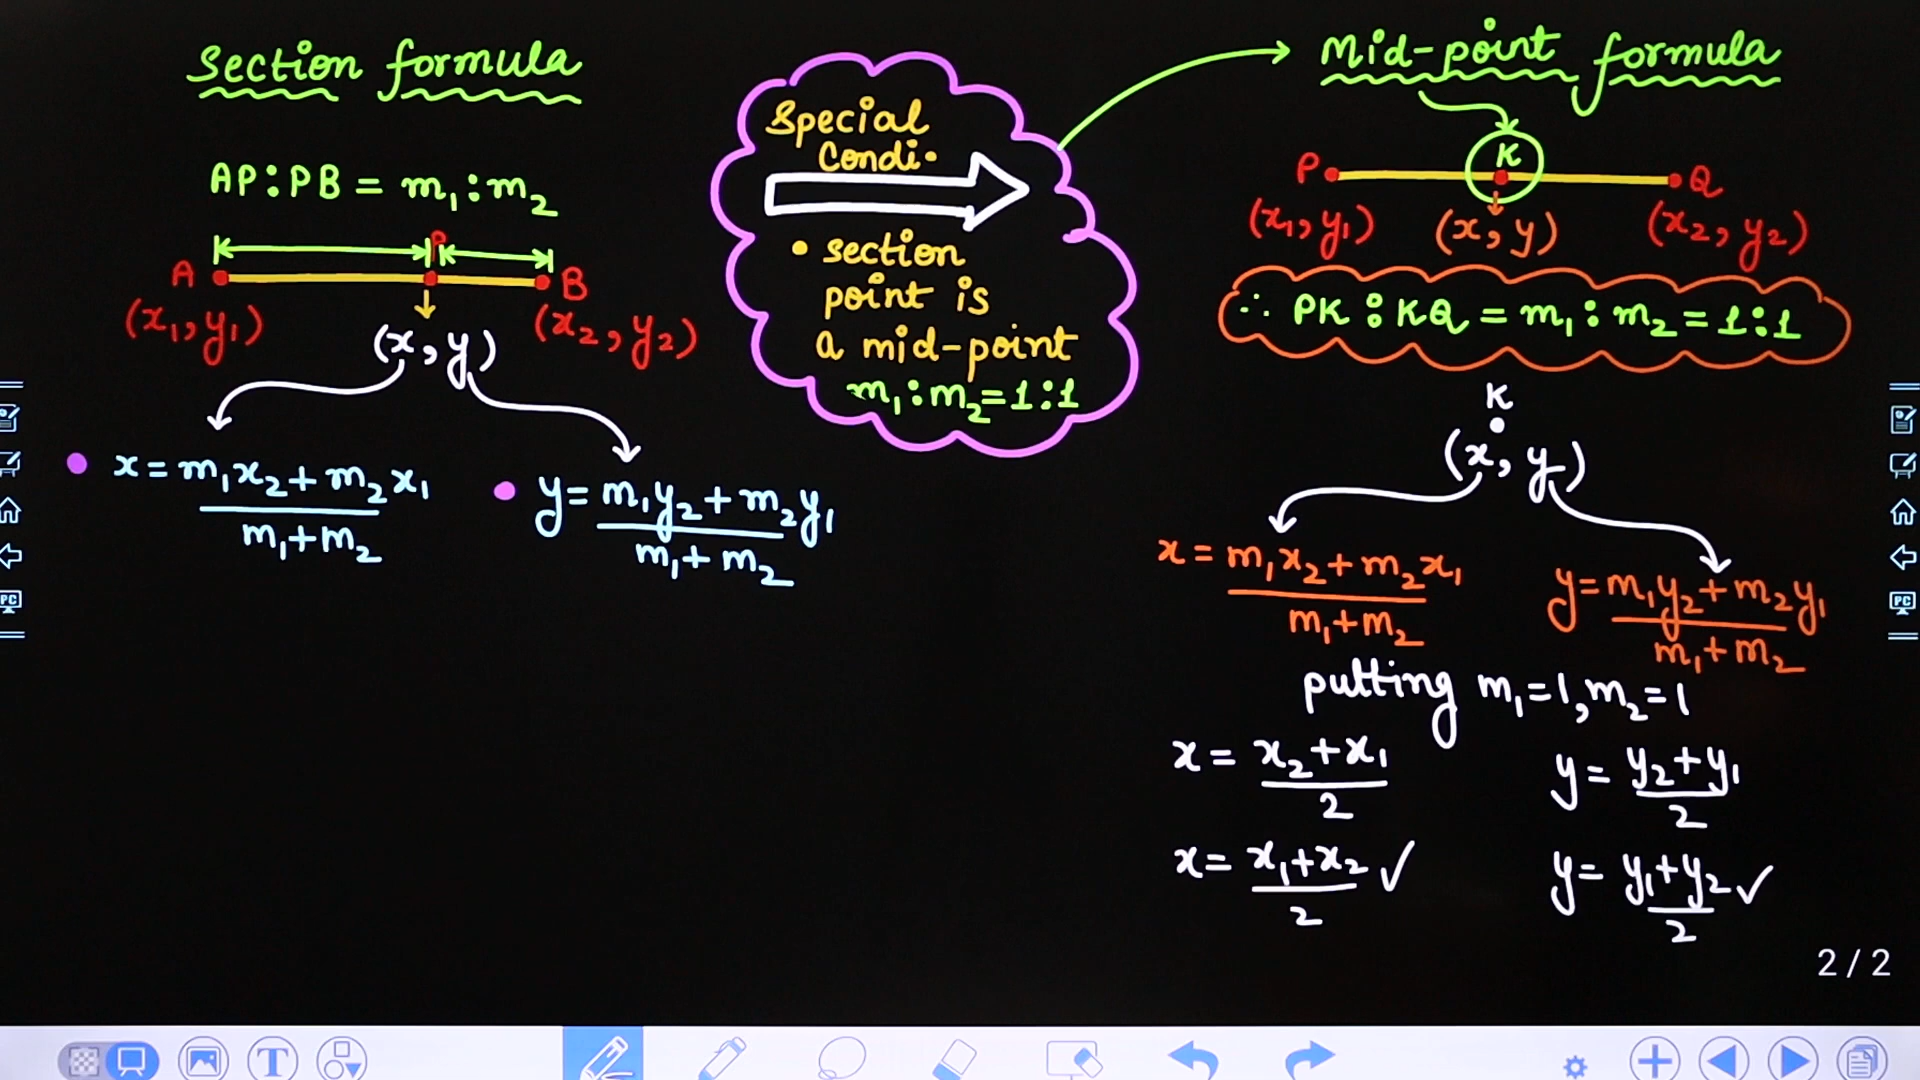 Section formula
AP:PB = m₁:m₂
P
A
B
(x₁, y₁)
(x, y)
(x₂, y₂)
x = m₁x₂ + m₂x₁
m₁+m₂
y = m₁y₂ + m₂y₁
m₁+m₂
Special
Condi.
• section
point is
a mid-point
m₁:m₂=1:1
Mid-point formula
K
P
Q
(x₁, y₁)
(x, y)
(x₂, y₂)
∴ PK : KQ = m₁ : m₂ = 1:1
K
(x, y)
x = m₁x₂ + m₂x₁
m₁+m₂
y = m₁y₂ + m₂y₁
m₁+m₂
putting m₁=1, m₂=1
x = x₂+x₁
2
y = y₂+y₁
2
x = x₁+x₂ ✓
2
y = y₁+y₂ ✓
2
2 / 2
PC
PC
T